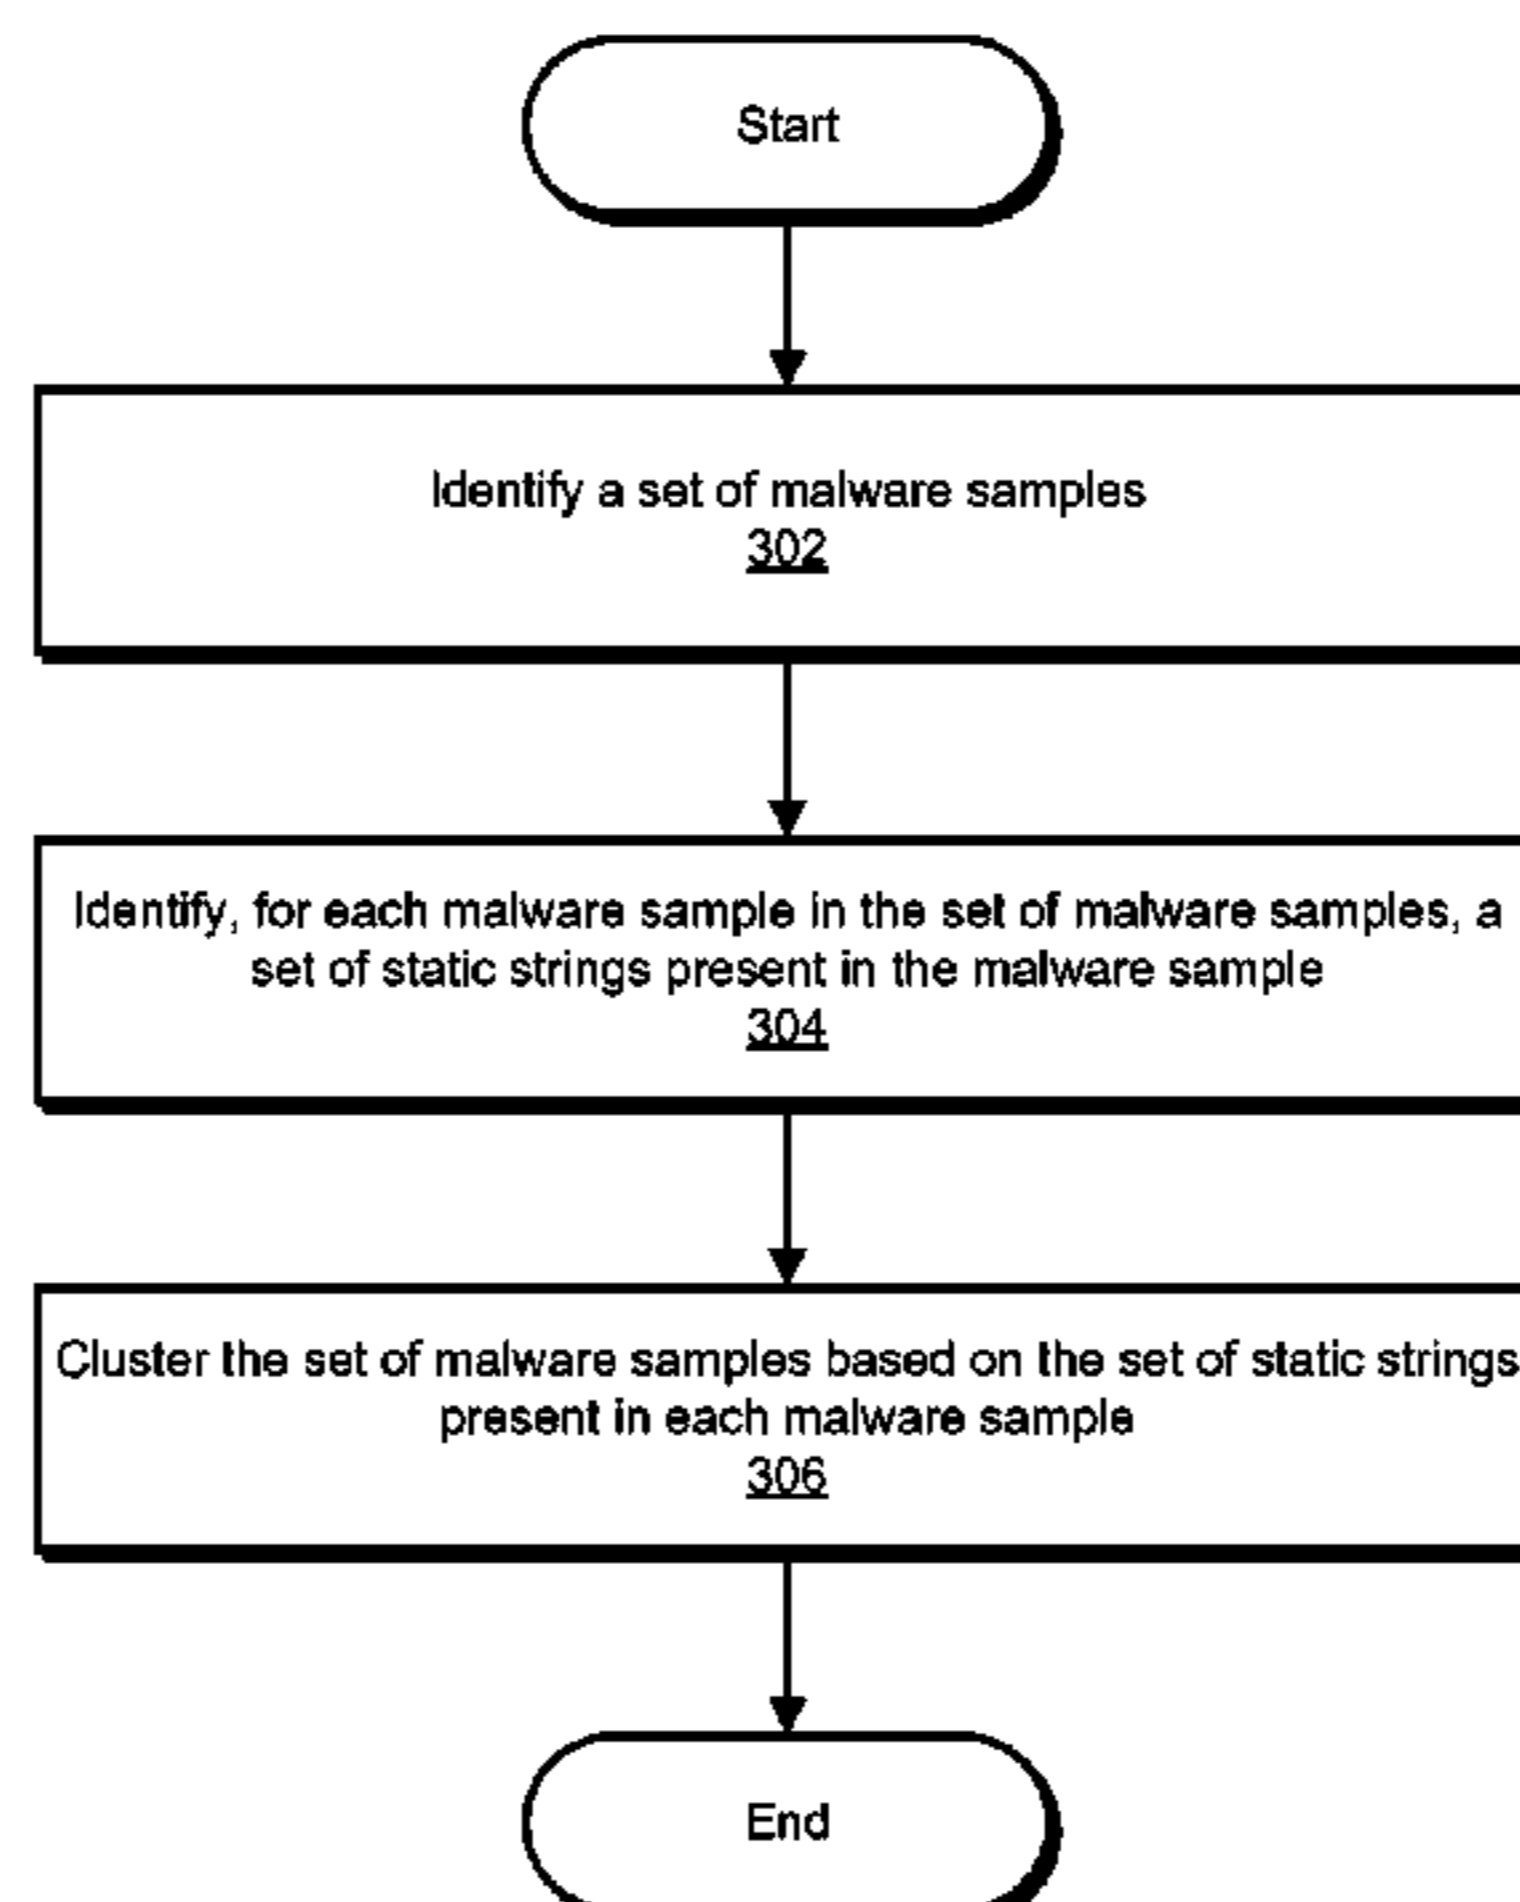 Start
Identify a set of malware samples
302
Identify, for each malware sample in the set of malware samples, a
set of static strings present in the malware sample
304
Cluster the set of malware samples based on the set of static strings
present in each malware sample
306
End